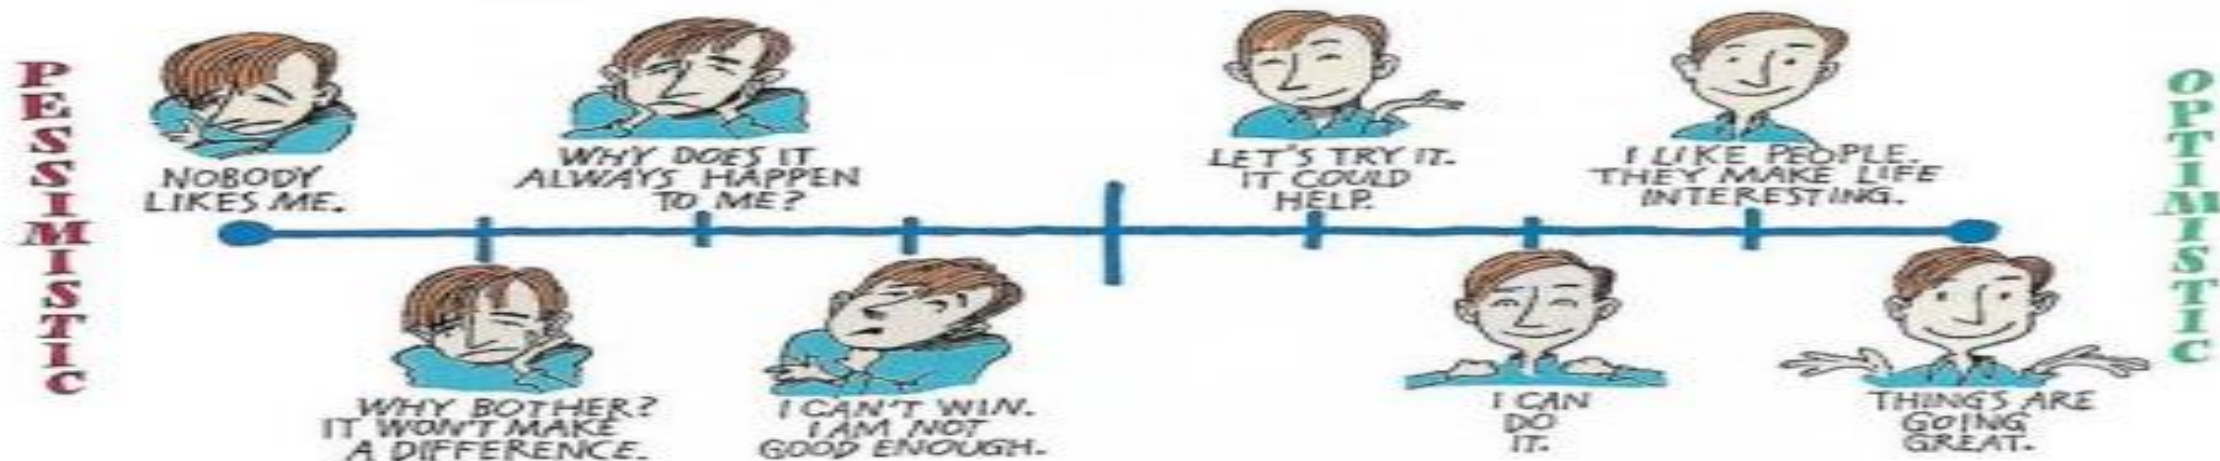 PESSIMISTIC
NOBODY
LIKES ME.
WHY BOTHER?
IT WON'T MAKE
A DIFFERENCE.
WHY DOES IT
ALWAYS HAPPEN
TO ME?
I CAN'T WIN.
I AM NOT
GOOD ENOUGH.
LET'S TRY IT.
IT COULD
HELP.
I CAN
DO
IT.
I LIKE PEOPLE.
THEY MAKE LIFE
INTERESTING.
THINGS ARE
GOING
GREAT.
OPTIMISTIC